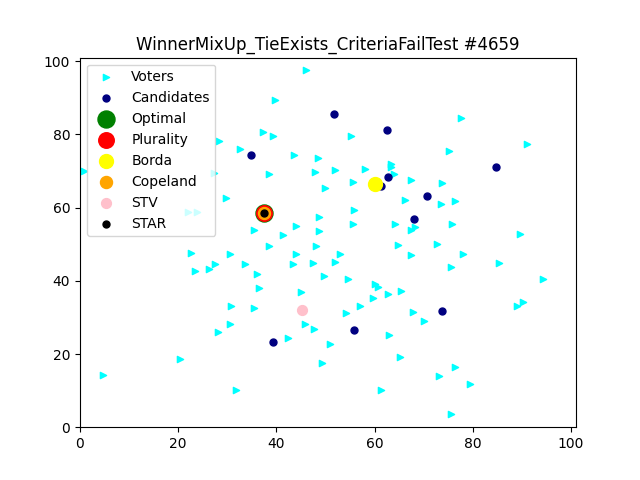 WinnerMixUp_TieExists_CriteriaFailTest #4659
Voters
Candidates
Optimal
Plurality
Borda
Copeland
STV
STAR
100
80
60
40
20
0
0 20 40 60 80 100